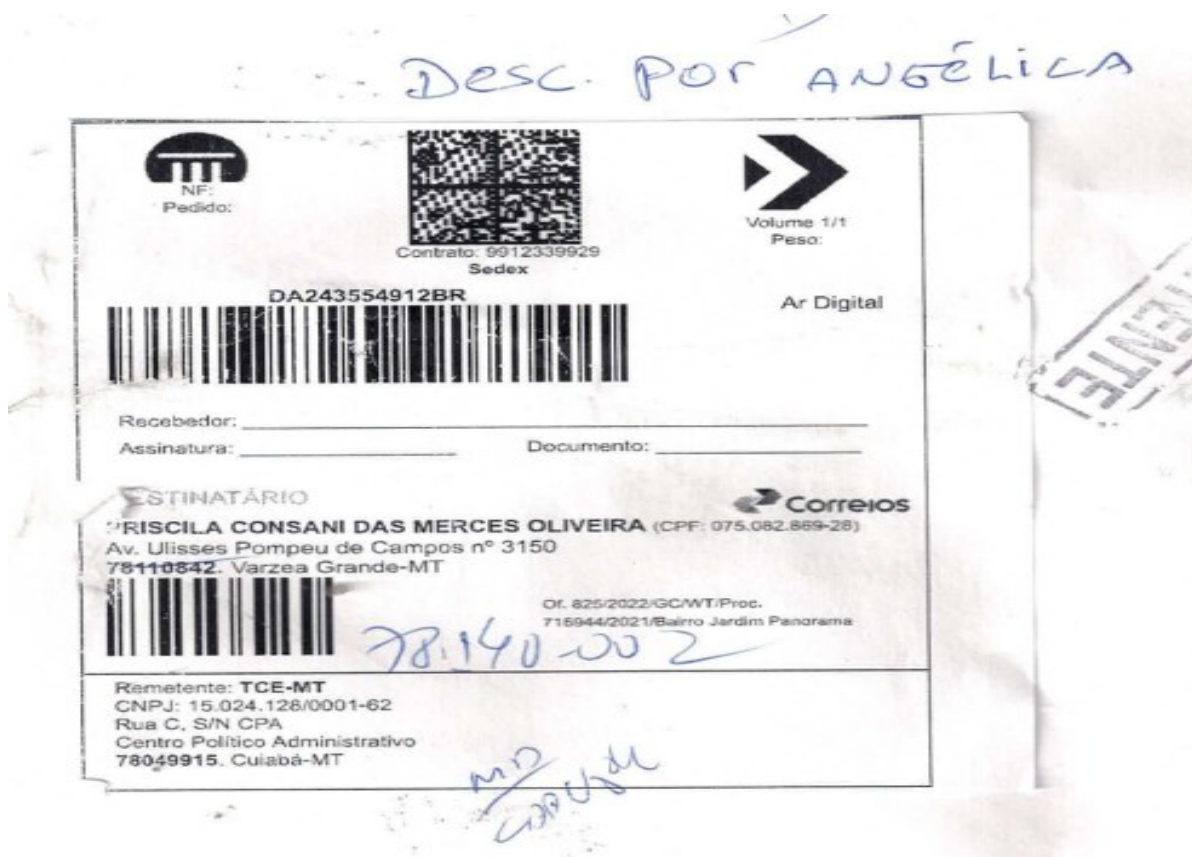 Desc. por ANGÉLICA
NF:
Pedido:
Contrato: 9912339929
Sedex
Volume 1/1
Peso:
DA243554912BR
Ar Digital
Recebedor:
Assinatura: Documento:
ESTINATÁRIO
Correios
PRISCILA CONSANI DAS MERCES OLIVEIRA (CPF: 075.082.869-28)
Av. Ulisses Pompeu de Campos nº 3150
78110842. Varzea Grande-MT
Of. 825/2022/GC/WT/Proc.
716944/2021/Bairro Jardim Panorama
78.140-002
Remetente: TCE-MT
CNPJ: 15.024.128/0001-62
Rua C, S/N CPA
Centro Político Administrativo
78049915. Cuiabá-MT